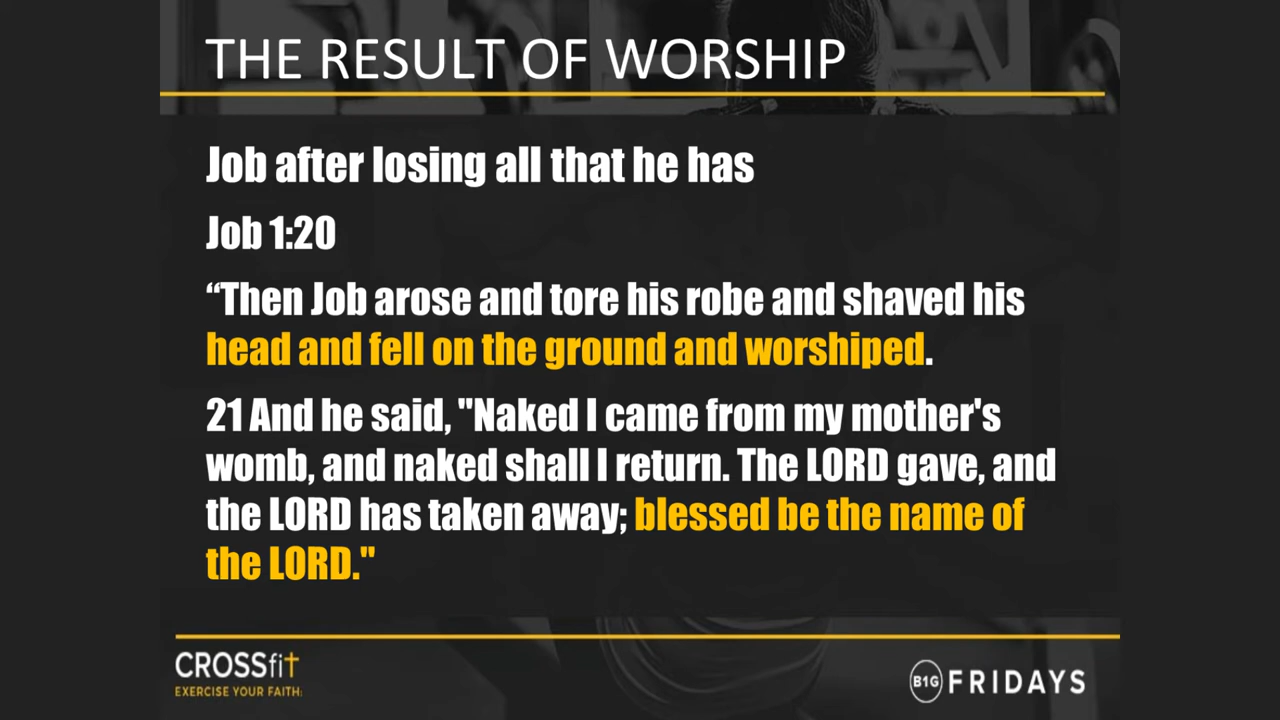 THE RESULT OF WORSHIP
Job after losing all that he has
Job 1:20
“Then Job arose and tore his robe and shaved his
head and fell on the ground and worshiped.
21 And he said, "Naked I came from my mother's
womb, and naked shall I return. The LORD gave, and
the LORD has taken away; blessed be the name of
the LORD."
CROSSfit
EXERCISE YOUR FAITH:
B1G FRIDAYS